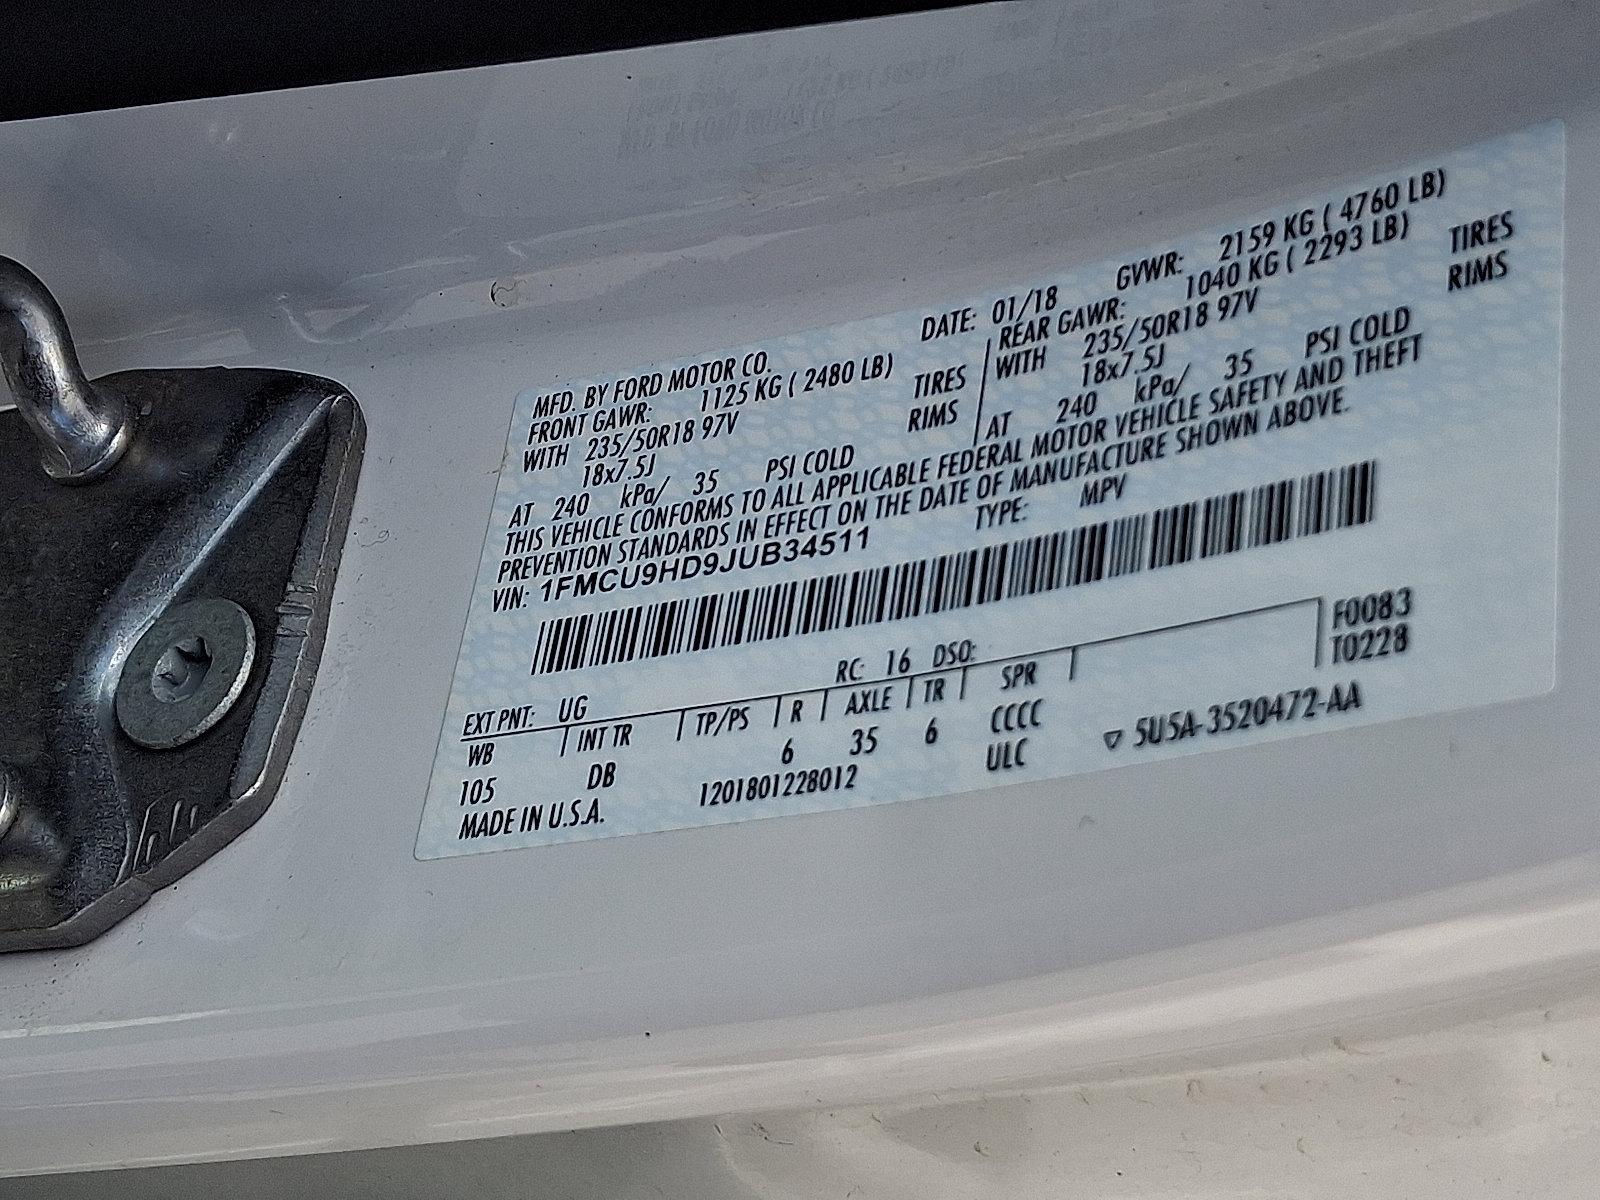 MFD. BY FORD MOTOR CO. DATE: 01/18 GVWR: 2159 KG ( 4760 LB)
FRONT GAWR: 1125 KG ( 2480 LB) REAR GAWR: 1040 KG ( 2293 LB)
WITH 235/50R18 97V TIRES WITH 235/50R18 97V TIRES
18x7.5J RIMS 18x7.5J RIMS
AT 240 kPa/ 35 PSI COLD AT 240 kPa/ 35 PSI COLD
THIS VEHICLE CONFORMS TO ALL APPLICABLE FEDERAL MOTOR VEHICLE SAFETY AND THEFT
PREVENTION STANDARDS IN EFFECT ON THE DATE OF MANUFACTURE SHOWN ABOVE.
VIN: 1FMCU9HD9JUB34511 TYPE: MPV
F0083
T0228
EXT PNT: UG RC: 16 DSO:
WB INT TR TP/PS R AXLE TR SPR
105 DB 6 35 6 CCCC
ULC
MADE IN U.S.A. 1201801228012 ▽ 5U5A-3520472-AA